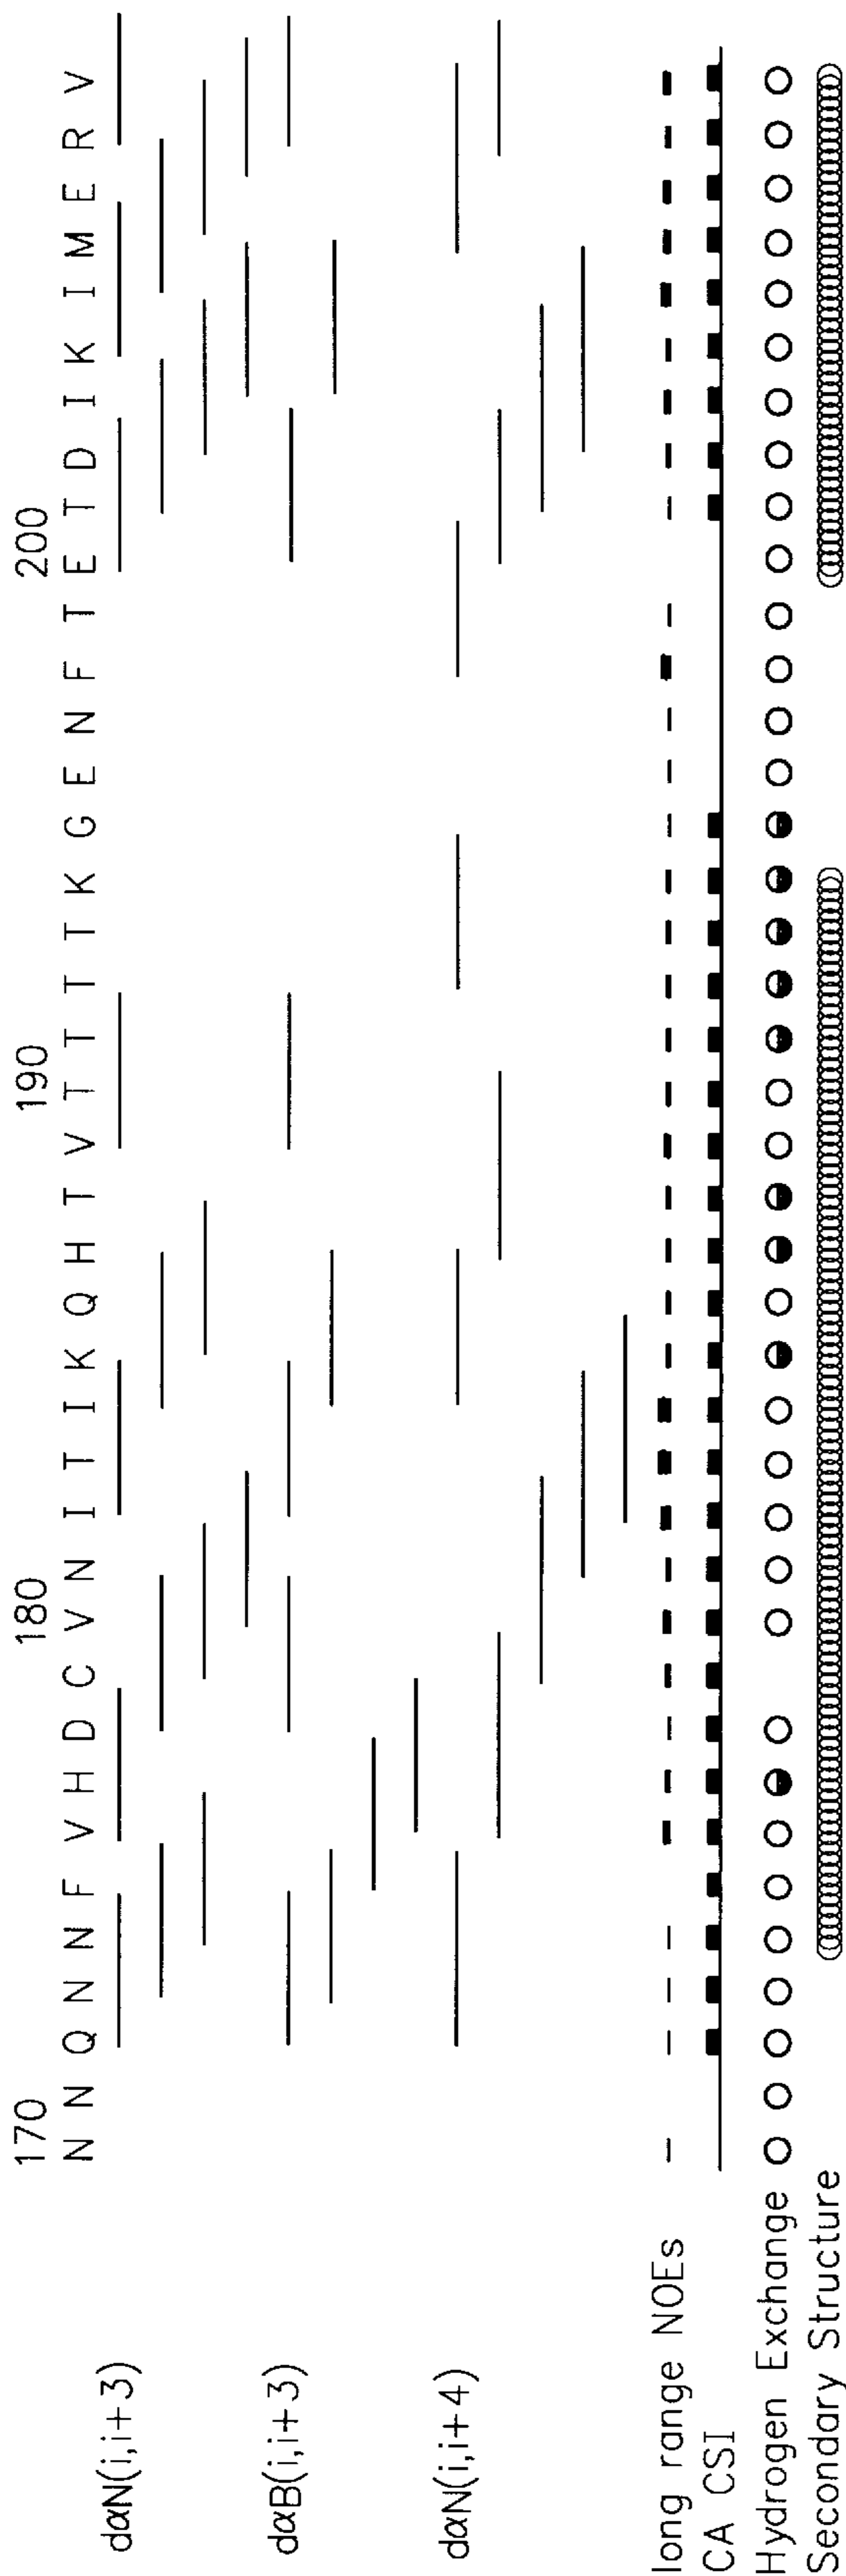 170 180 190 200
N N Q N N F V H D C V N I T I K Q H T V T T T T K G E N F T E T D I K I M E R V
dαN(i,i+3)
dαB(i,i+3)
dαN(i,i+4)
long range NOEs
CA CSI
Hydrogen Exchange
Secondary Structure